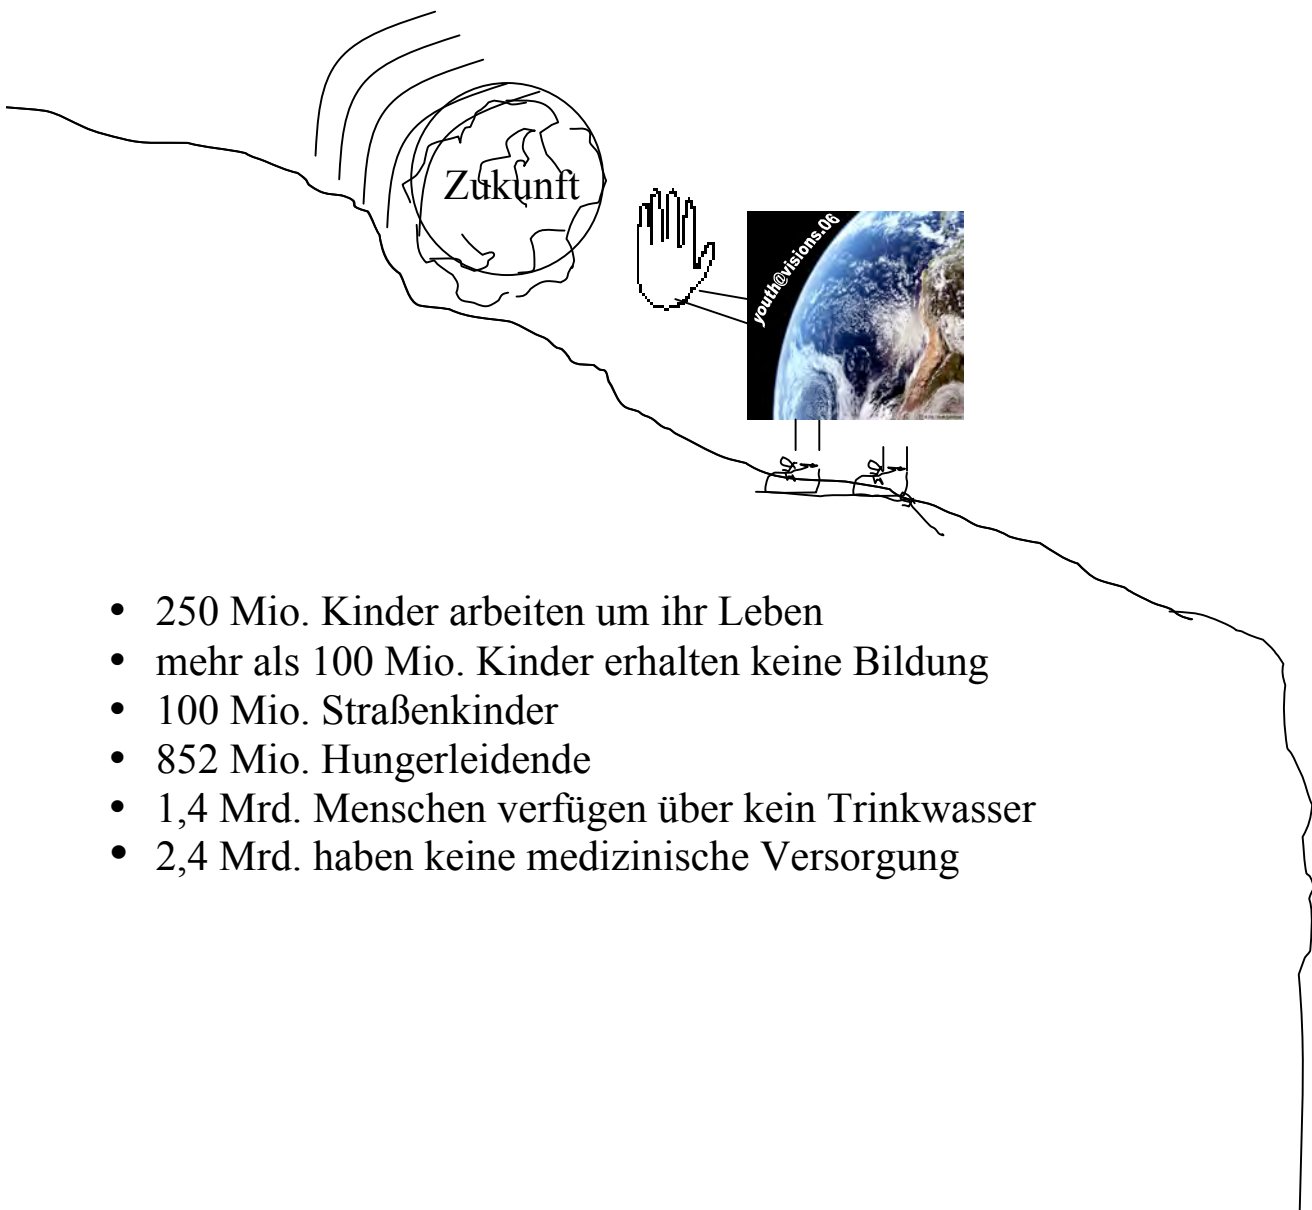 Zukunft
youth@visions.06
• 250 Mio. Kinder arbeiten um ihr Leben
• mehr als 100 Mio. Kinder erhalten keine Bildung
• 100 Mio. Straßenkinder
• 852 Mio. Hungerleidende
• 1,4 Mrd. Menschen verfügen über kein Trinkwasser
• 2,4 Mrd. haben keine medizinische Versorgung